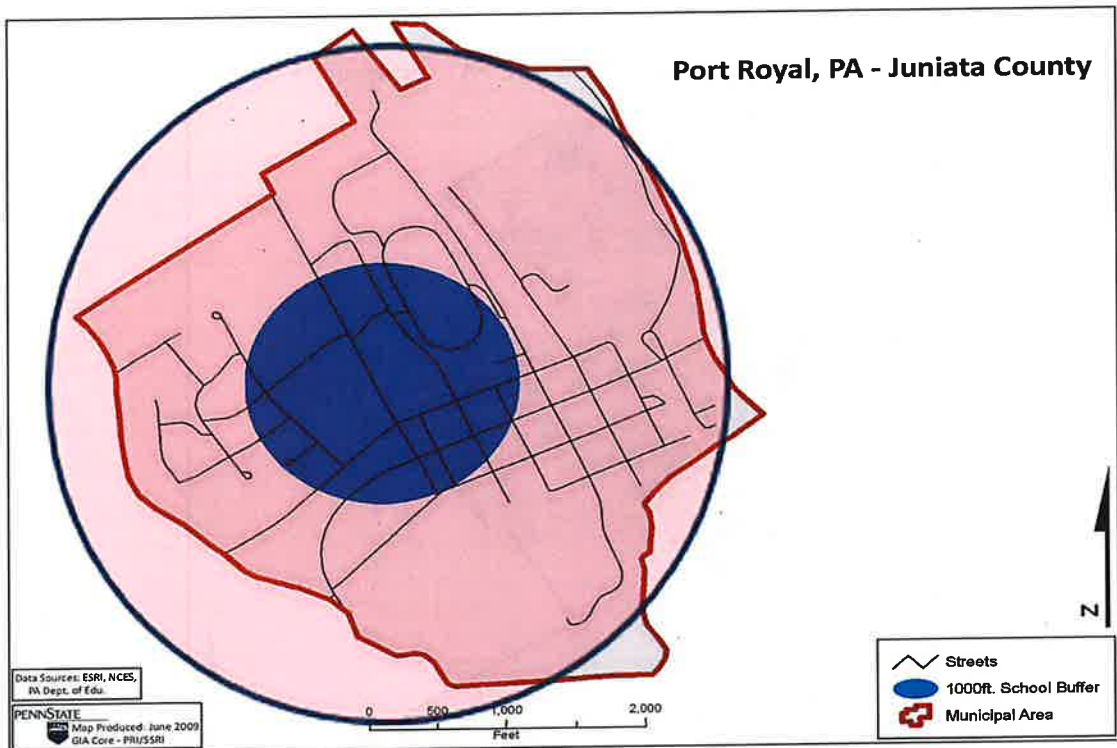 Port Royal, PA - Juniata County
N
Data Sources: ESRI, NCES,
PA Dept. of Edu.
PENNSTATE
Map Produced: June 2009
GIA Core - PRI/SSRI
0 500 1,000 2,000
Feet
Streets
1000ft. School Buffer
Municipal Area